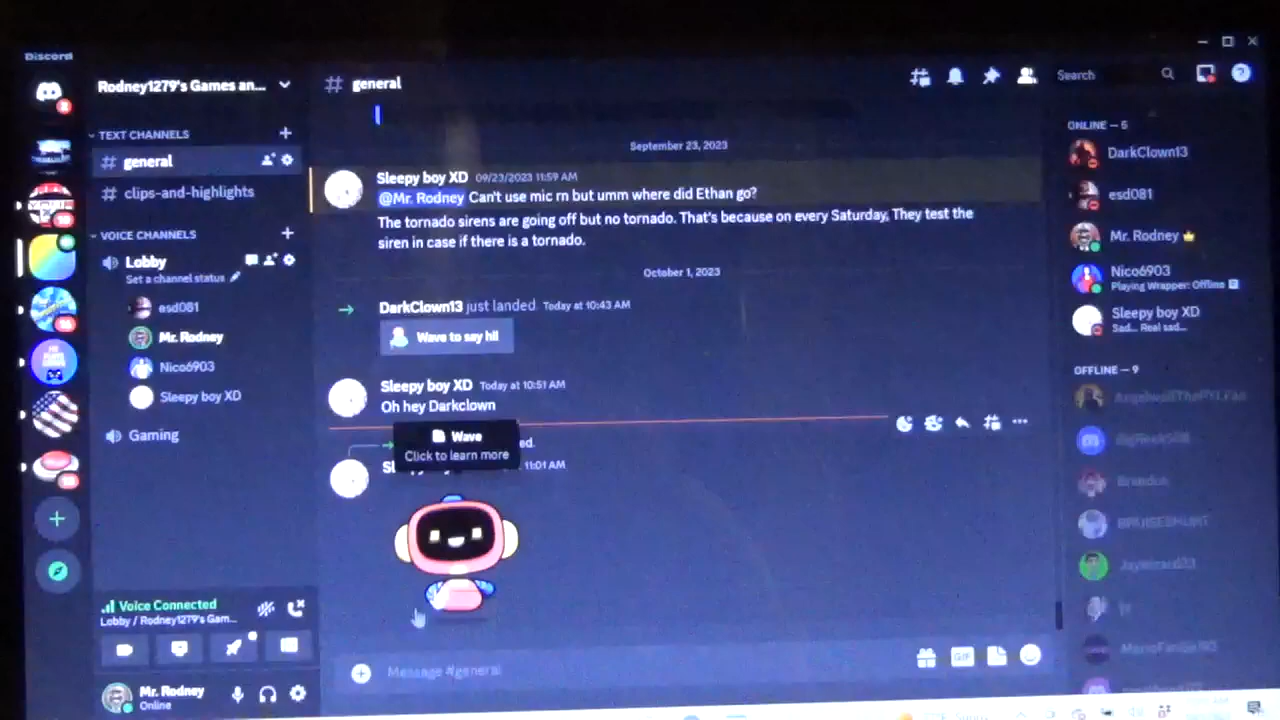 Discord
Rodney1279's Games an...
TEXT CHANNELS
general
clips-and-highlights
VOICE CHANNELS
Lobby
Set a channel status
esd081
Mr. Rodney
Nico6903
Sleepy boy XD
Gaming
Voice Connected
Lobby / Rodney1279's Gam...
Mr. Rodney
Online
# general
Search
September 23, 2023
Sleepy boy XD 09/23/2023 11:59 AM
@Mr. Rodney Can't use mic rn but umm where did Ethan go?
The tornado sirens are going off but no tornado. That's because on every Saturday, They test the
siren in case if there is a tornado.
October 1, 2023
DarkClown13 just landed. Today at 10:43 AM
Wave to say hi!
Sleepy boy XD Today at 10:51 AM
Oh hey Darkclown
Wave
ed.
Click to learn more
11:01 AM
Message #general
GIF
ONLINE — 5
DarkClown13
esd081
Mr. Rodney
Nico6903
Playing Wrapper: Offline
Sleepy boy XD
Sad... Real sad...
OFFLINE — 9
Brandon